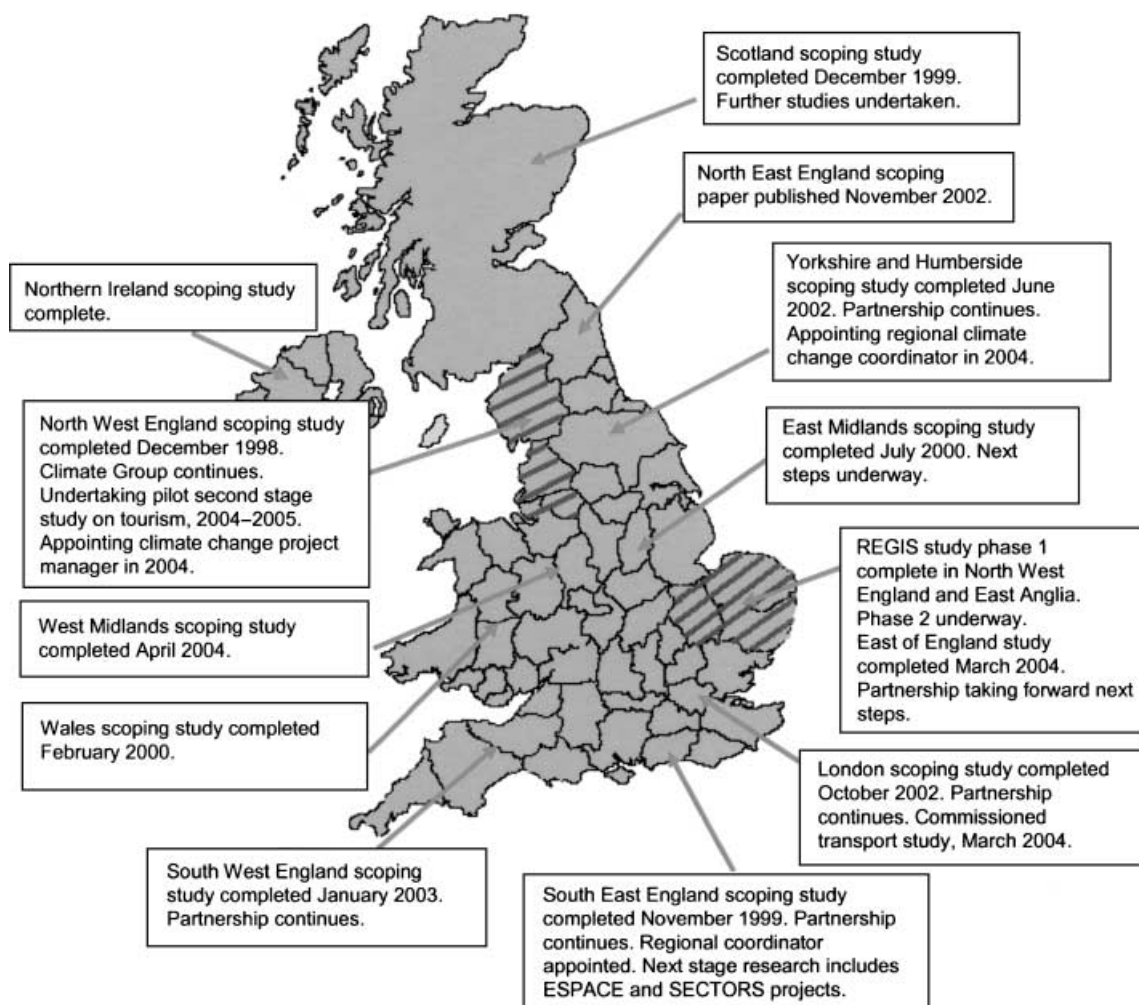 Scotland scoping study
completed December 1999.
Further studies undertaken.
North East England scoping
paper published November 2002.
Yorkshire and Humberside
scoping study completed June
2002. Partnership continues.
Appointing regional climate
change coordinator in 2004.
Northern Ireland scoping study
complete.
North West England scoping study
completed December 1998.
Climate Group continues.
Undertaking pilot second stage
study on tourism, 2004–2005.
Appointing climate change project
manager in 2004.
East Midlands scoping study
completed July 2000. Next
steps underway.
REGIS study phase 1
complete in North West
England and East Anglia.
Phase 2 underway.
East of England study
completed March 2004.
Partnership taking forward next
steps.
West Midlands scoping study
completed April 2004.
Wales scoping study completed
February 2000.
London scoping study completed
October 2002. Partnership
continues. Commissioned
transport study, March 2004.
South West England scoping
study completed January 2003.
Partnership continues.
South East England scoping study
completed November 1999. Partnership
continues. Regional coordinator
appointed. Next stage research includes
ESPACE and SECTORS projects.